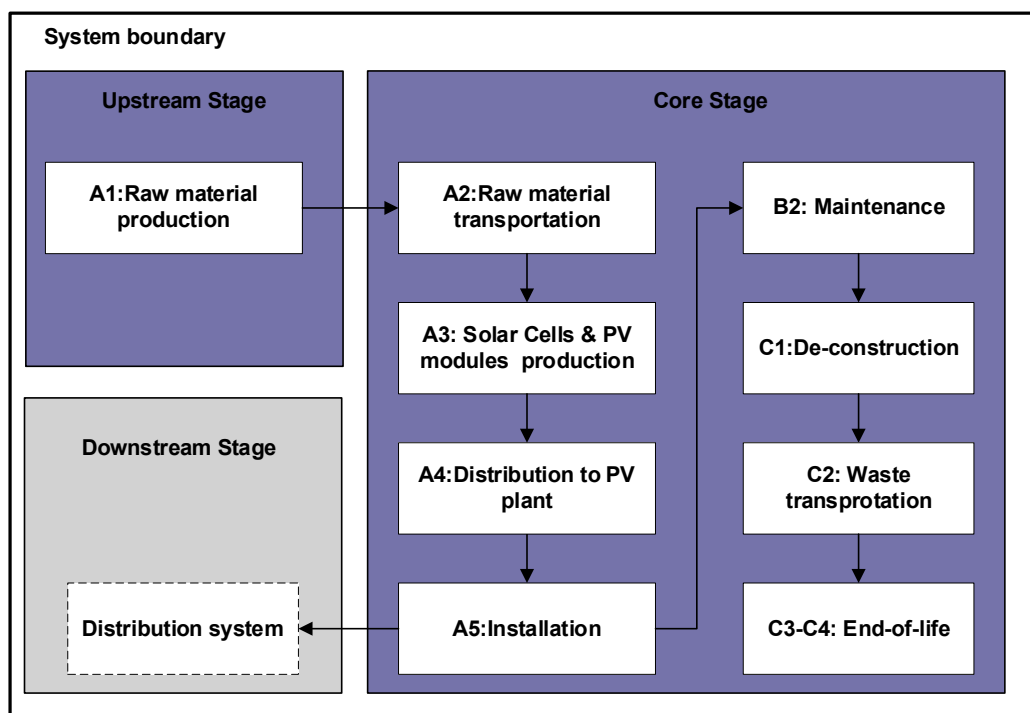 System boundary
Upstream Stage
A1:Raw material
production
Core Stage
A2:Raw material
transportation
A3: Solar Cells & PV
modules production
A4:Distribution to PV
plant
A5:Installation
B2: Maintenance
C1:De-construction
C2: Waste
transprotation
C3-C4: End-of-life
Downstream Stage
Distribution system